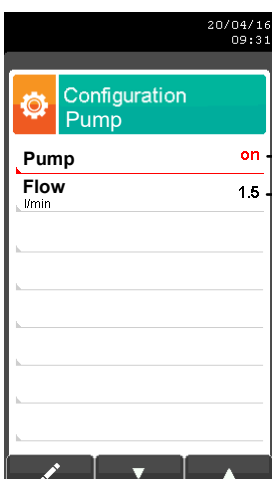 20/04/16
09:31
Configuration
Pump
Pump on
Flow 1.5
l/min